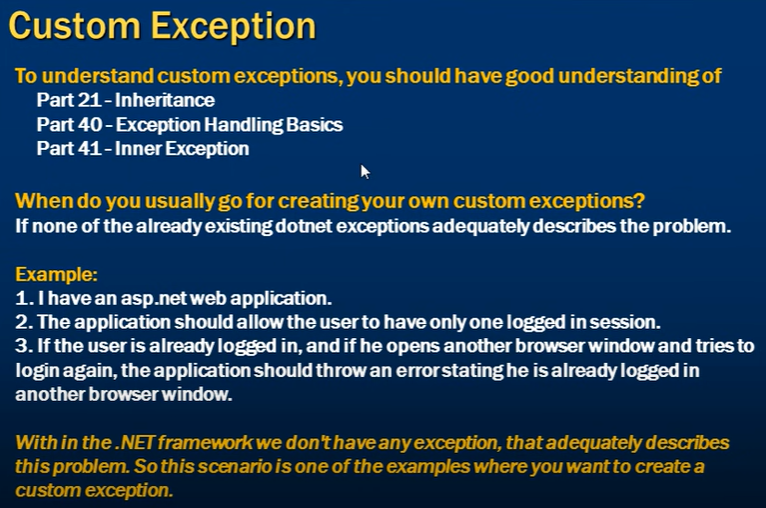 Custom Exception
To understand custom exceptions, you should have good understanding of
Part 21 - Inheritance
Part 40 - Exception Handling Basics
Part 41 - Inner Exception
When do you usually go for creating your own custom exceptions?
If none of the already existing dotnet exceptions adequately describes the problem.
Example:
1. I have an asp.net web application.
2. The application should allow the user to have only one logged in session.
3. If the user is already logged in, and if he opens another browser window and tries to
login again, the application should throw an error stating he is already logged in
another browser window.
With in the .NET framework we don't have any exception, that adequately describes
this problem. So this scenario is one of the examples where you want to create a
custom exception.